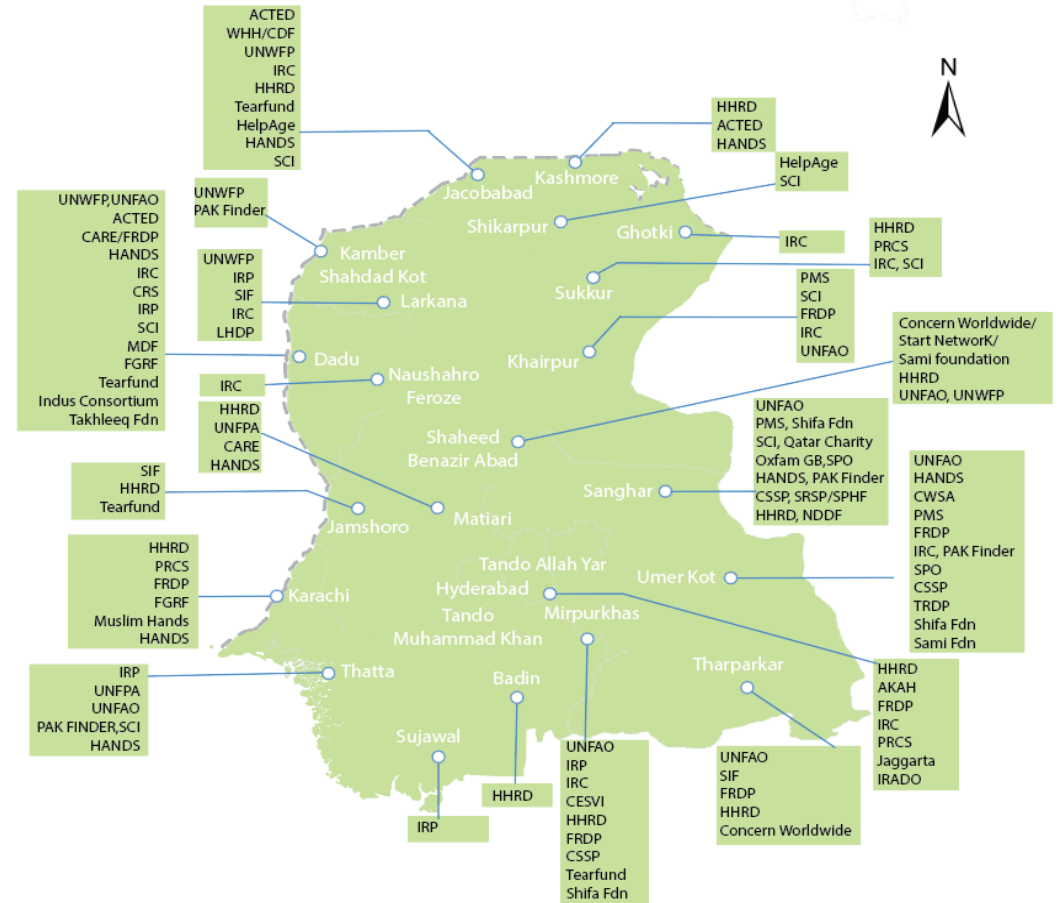 ACTED
WHH/CDF
UNWFP
IRC
HHRD
Tearfund
HelpAge
HANDS
SCI
N
HHRD
ACTED
HANDS
HelpAge
SCI
UNWFP
PAK Finder
UNWFP,UNFAO
ACTED
CARE/FRDP
HANDS
IRC
CRS
IRP
SCI
MDF
FGRF
Tearfund
Indus Consortium
Takhleeq Fdn
UNWFP
IRP
SIF
IRC
LHDP
IRC
HHRD
PRCS
IRC, SCI
PMS
SCI
FRDP
IRC
UNFAO
Concern Worldwide/
Start NetworK/
Sami foundation
HHRD
UNFAO, UNWFP
IRC
HHRD
UNFPA
CARE
HANDS
UNFAO
PMS, Shifa Fdn
SCI, Qatar Charity
Oxfam GB,SPO
HANDS, PAK Finder
CSSP, SRSP/SPHF
HHRD, NDDF
UNFAO
HANDS
CWSA
PMS
FRDP
IRC, PAK Finder
SPO
CSSP
TRDP
Shifa Fdn
Sami Fdn
SIF
HHRD
Tearfund
HHRD
PRCS
FRDP
FGRF
Muslim Hands
HANDS
IRP
UNFPA
UNFAO
PAK FINDER,SCI
HANDS
Jacobabad
Kashmore
Shikarpur
Ghotki
Kamber
Shahdad Kot
Larkana
Sukkur
Dadu
Khairpur
Naushahro
Feroze
Shaheed
Benazir Abad
Sanghar
Jamshoro
Matiari
Tando Allah Yar
Hyderabad
Umer Kot
Karachi
Tando
Muhammad Khan
Mirpurkhas
Thatta
Badin
Tharparkar
Sujawal
HHRD
AKAH
FRDP
IRC
PRCS
Jaggarta
IRADO
UNFAO
SIF
FRDP
HHRD
Concern Worldwide
UNFAO
IRP
IRC
CESVI
HHRD
FRDP
CSSP
Tearfund
Shifa Fdn
HHRD
IRP